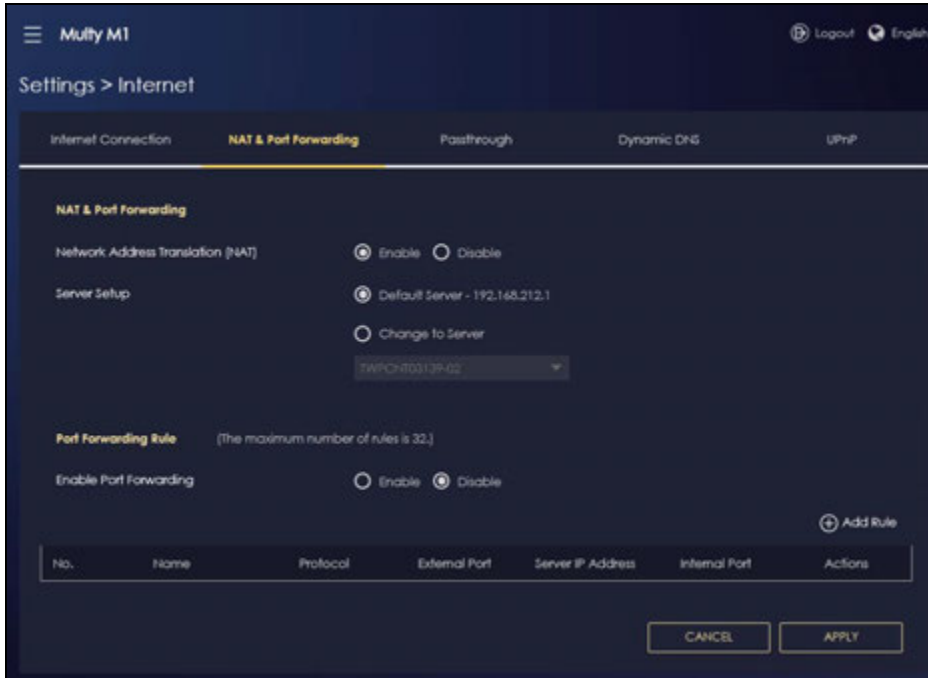 Multy M1
Logout English
Settings > Internet
Internet Connection NAT & Port Forwarding Passthrough Dynamic DNS UPnP
NAT & Port Forwarding
Network Address Translation (NAT) Enable Disable
Server Setup Default Server - 192.168.212.1
Change to Server
TWPCNT03139-02
Port Forwarding Rule (The maximum number of rules is 32.)
Enable Port Forwarding Enable Disable
Add Rule
No. Name Protocol External Port Server IP Address Internal Port Actions
CANCEL APPLY